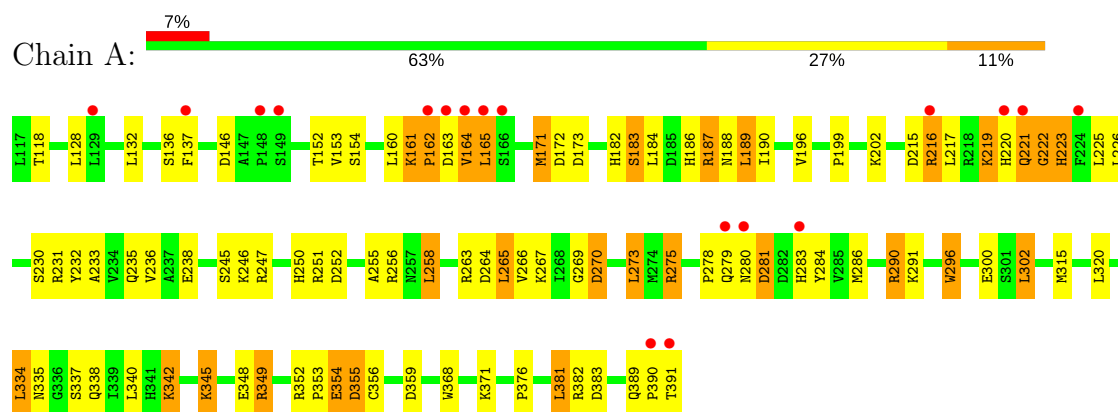 7%
Chain A:
63% 27% 11%
L117 T118 L128 L129 L132 S136 F137 D146 A147 P148 S149 T152 V153 S154 L160 K161 P162 D163 V164 L165 S166 M171 D172 D173 H182 S183 L184 D185 H186 R187 N188 L189 I190 V196 P199 K202 D215 R216 L217 R218 K219 H220 Q221 G222 H223 F224 L225
S230 R231 Y232 A233 V234 Q235 V236 A237 E238 S245 K246 R247 H250 R251 D252 A255 R256 N257 L258 R263 D264 L265 V266 K267 I268 G269 D270 L273 M274 R275 P278 Q279 N280 D281 D282 H283 Y284 V285 M286 R290 K291 W296 E300 S301 L302 M315 L320
L334 N335 G336 S337 Q338 I339 L340 H341 K342 K345 E348 R349 R352 P353 E354 D355 C356 D359 W368 K371 P376 L381 R382 D383 Q389 P390 T391